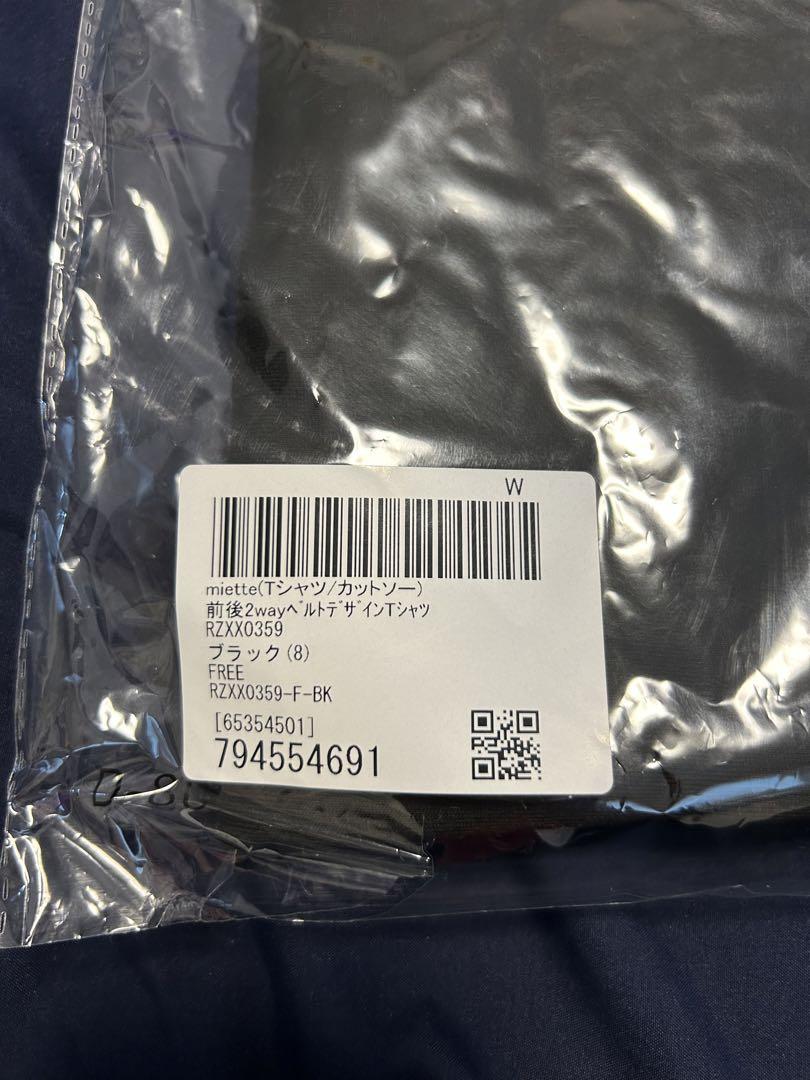 W
miette(Tシャツ/カットソー)
前後2wayﾍﾞﾙﾄﾃﾞｻﾞｲﾝTｼｬﾂ
RZXX0359
ブラック(8)
FREE
RZXX0359-F-BK
[65354501]
794554691